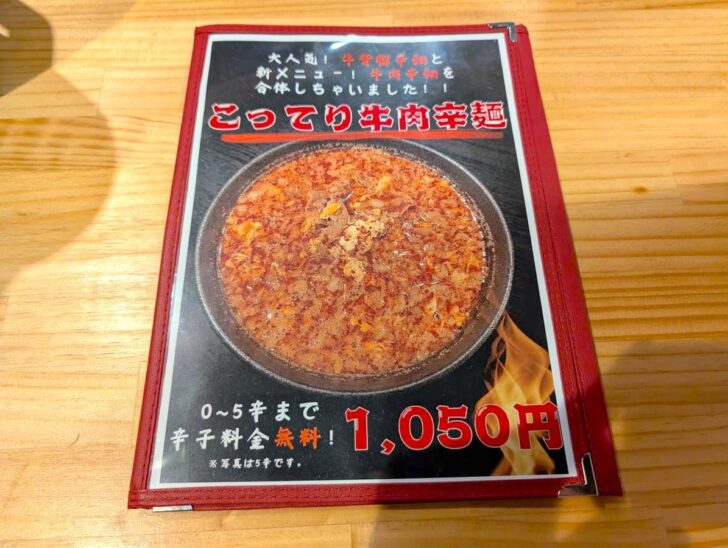 大人気！牛背脂辛麺と
新メニュー！牛肉辛麺を
合体しちゃいました！！
こってり牛肉辛麺
0〜5辛まで
辛子料金無料！
1,050円
※写真は5辛です。